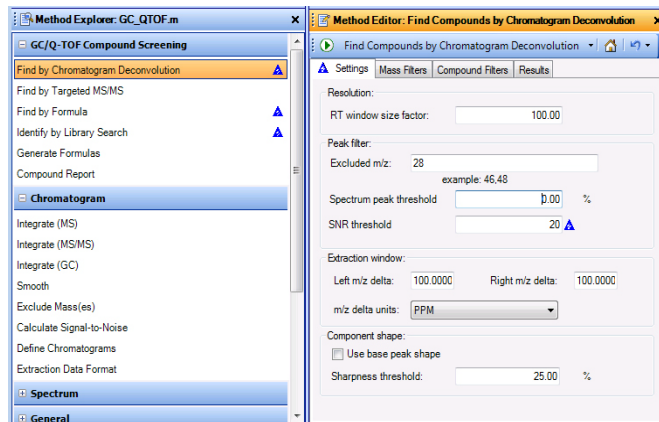 Method Explorer: GC_QTOF.m
GC/Q-TOF Compound Screening
Find by Chromatogram Deconvolution
Find by Targeted MS/MS
Find by Formula
Identify by Library Search
Generate Formulas
Compound Report
Chromatogram
Integrate (MS)
Integrate (MS/MS)
Integrate (GC)
Smooth
Exclude Mass(es)
Calculate Signal-to-Noise
Define Chromatograms
Extraction Data Format
Spectrum
General
Method Editor: Find Compounds by Chromatogram Deconvolution
Find Compounds by Chromatogram Deconvolution
Settings Mass Filters Compound Filters Results
Resolution:
RT window size factor: 100.00
Peak filter:
Excluded m/z: 28
example: 46,48
Spectrum peak threshold 0.00 %
SNR threshold 20
Extraction window:
Left m/z delta: 100.0000 Right m/z delta: 100.0000
m/z delta units: PPM
Component shape:
Use base peak shape
Sharpness threshold: 25.00 %